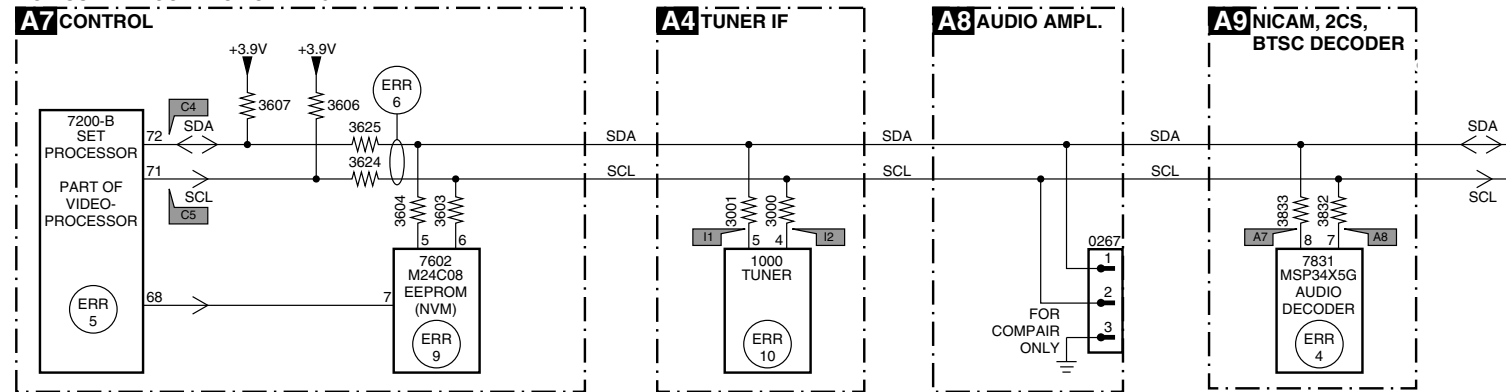 A7 CONTROL
+3.9V
+3.9V
3607
3606
ERR
6
C4
72
SDA
3625
3624
71
SCL
C5
7200-B
SET
PROCESSOR
PART OF
VIDEO-
PROCESSOR
ERR
5
68
3604
3603
5
6
7
7602
M24C08
EEPROM
(NVM)
ERR
9
SDA
SCL
A4 TUNER IF
3001
3000
I1
5
4
I2
1000
TUNER
ERR
10
SDA
SCL
A8 AUDIO AMPL.
0267
1
2
3
FOR
COMPAIR
ONLY
SDA
SCL
A9 NICAM, 2CS,
BTSC DECODER
3833
3832
A7
8
7
A8
7831
MSP34X5G
AUDIO
DECODER
ERR
4
SDA
SCL